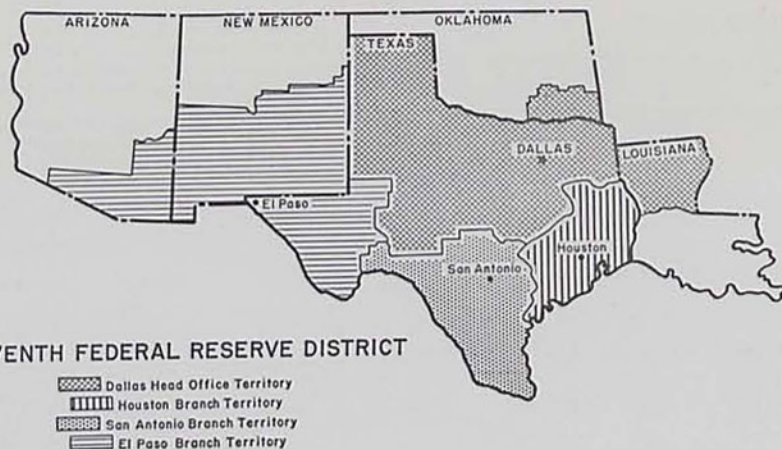 ARIZONA
NEW MEXICO
OKLAHOMA
TEXAS
DALLAS
LOUISIANA
El Paso
Houston
San Antonio
VENTH FEDERAL RESERVE DISTRICT
Dallas Head Office Territory
Houston Branch Territory
San Antonio Branch Territory
El Paso Branch Territory